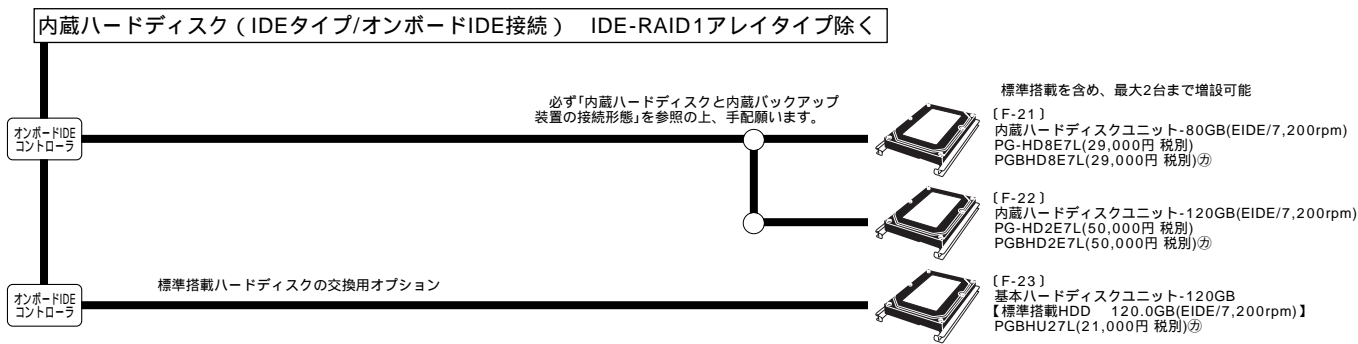 内蔵ハードディスク（IDEタイプ/オンボードIDE接続）　IDE-RAID1アレイタイプ除く
標準搭載を含め、最大2台まで増設可能
必ず｢内蔵ハードディスクと内蔵バックアップ
装置の接続形態｣を参照の上、手配願います。
オンボードIDE
コントローラ
〔F-21〕
内蔵ハードディスクユニット-80GB(EIDE/7,200rpm)
PG-HD8E7L(29,000円 税別)
PGBHD8E7L(29,000円 税別)㋕
〔F-22〕
内蔵ハードディスクユニット-120GB(EIDE/7,200rpm)
PG-HD2E7L(50,000円 税別)
PGBHD2E7L(50,000円 税別)㋕
標準搭載ハードディスクの交換用オプション
オンボードIDE
コントローラ
〔F-23〕
基本ハードディスクユニット-120GB
【標準搭載HDD　120.0GB(EIDE/7,200rpm)】
PGBHU27L(21,000円 税別)㋕